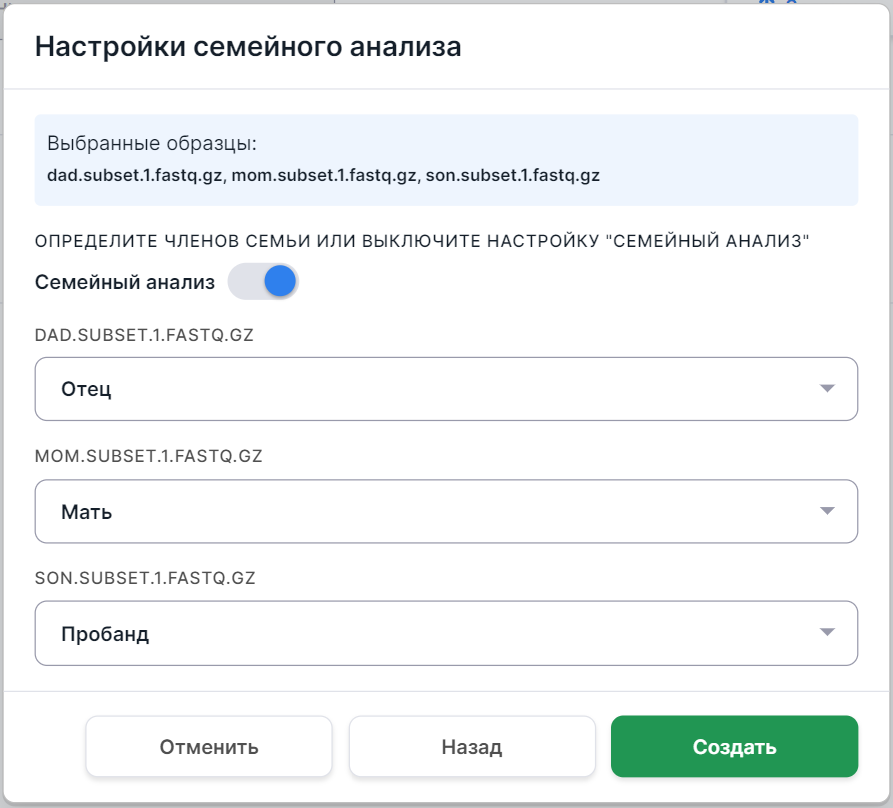 Настройки семейного анализа
Выбранные образцы:
dad.subset.1.fastq.gz, mom.subset.1.fastq.gz, son.subset.1.fastq.gz
ОПРЕДЕЛИТЕ ЧЛЕНОВ СЕМЬИ ИЛИ ВЫКЛЮЧИТЕ НАСТРОЙКУ "СЕМЕЙНЫЙ АНАЛИЗ"
Семейный анализ
DAD.SUBSET.1.FASTQ.GZ
Отец
MOM.SUBSET.1.FASTQ.GZ
Мать
SON.SUBSET.1.FASTQ.GZ
Пробанд
Отменить
Назад
Создать